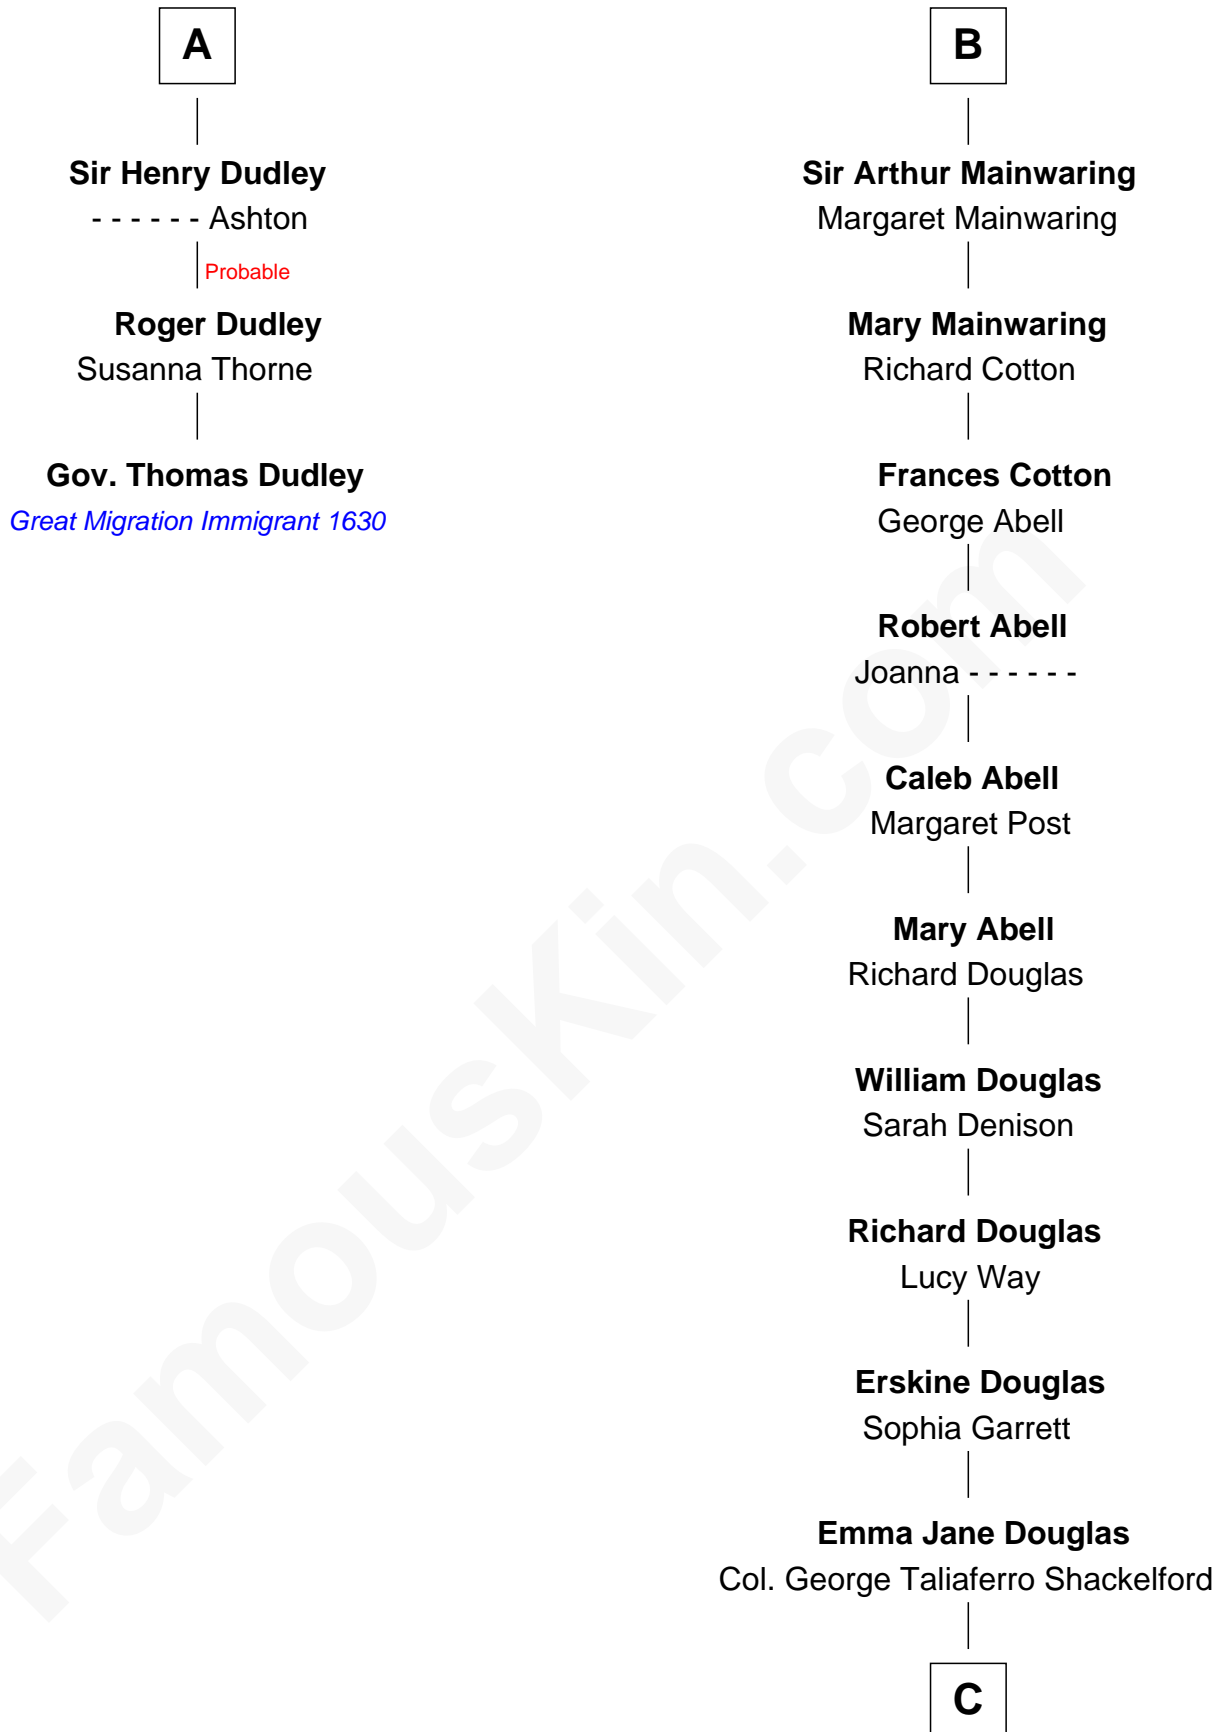 A
Sir Henry Dudley
- - - - - - Ashton
Probable
Roger Dudley
Susanna Thorne
Gov. Thomas Dudley
Great Migration Immigrant 1630
B
Sir Arthur Mainwaring
Margaret Mainwaring
Mary Mainwaring
Richard Cotton
Frances Cotton
George Abell
Robert Abell
Joanna - - - - - -
Caleb Abell
Margaret Post
Mary Abell
Richard Douglas
William Douglas
Sarah Denison
Richard Douglas
Lucy Way
Erskine Douglas
Sophia Garrett
Emma Jane Douglas
Col. George Taliaferro Shackelford
C
FamousKin.com